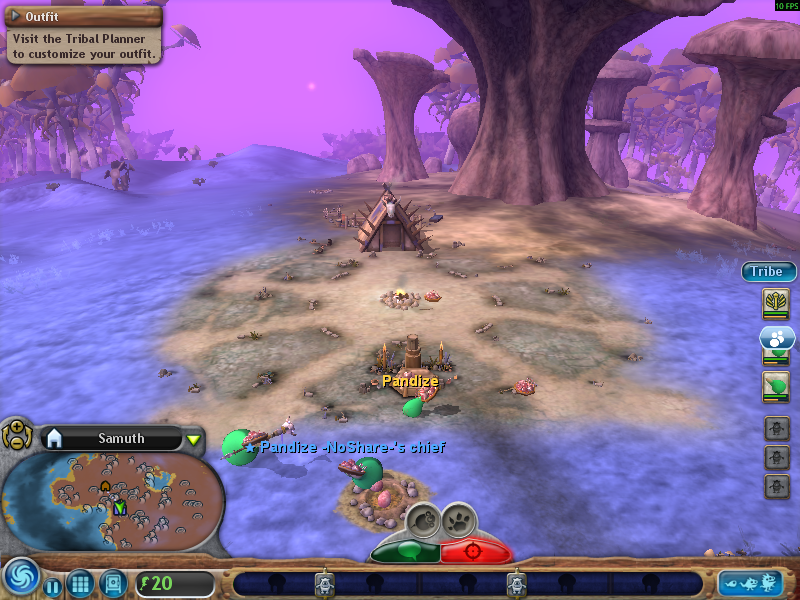 10 FPS
Outfit
Visit the Tribal Planner
to customize your outfit.
Tribe
Pandize
Samuth
Pandize -NoShare-'s chief
20